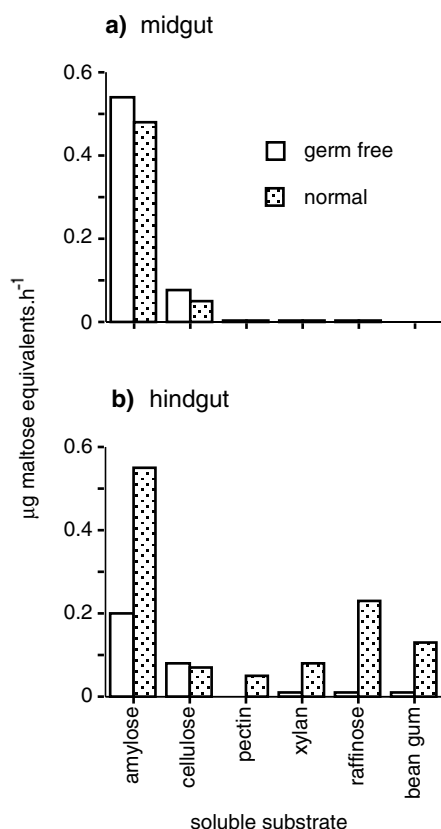 a) midgut
0.6
0.4
0.2
0
germ free
normal
µg maltose equivalents.h-1
b) hindgut
0.6
0.4
0.2
0
amylose
cellulose
pectin
xylan
raffinose
bean gum
soluble substrate